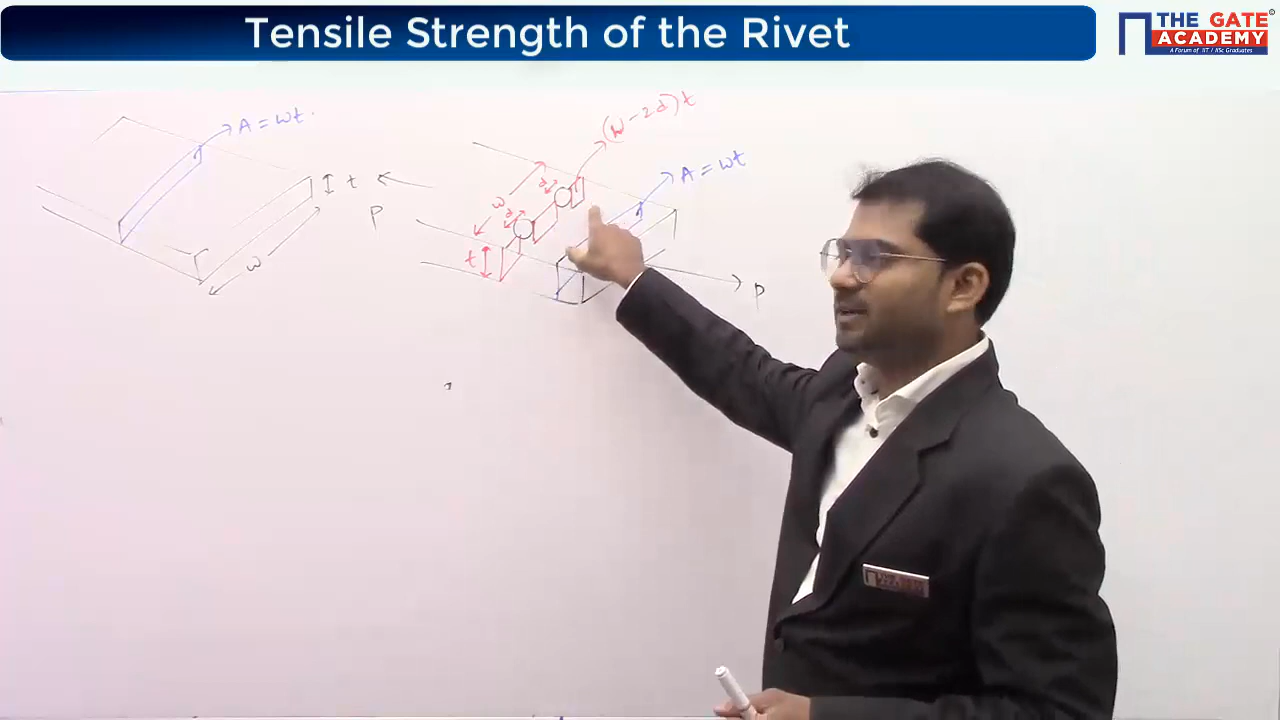 Tensile Strength of the Rivet
THE GATE
ACADEMY
A Forum of IIT / IISc Graduates
A = wt.
t
w
P
(w - 2d) t
A = wt
w
d
d
t
P